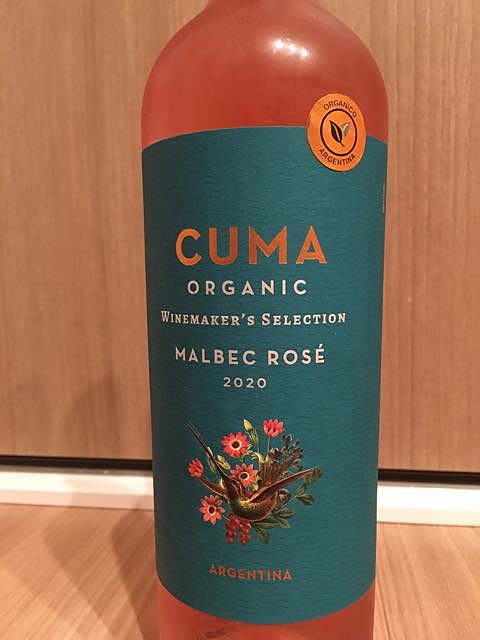 ORGANICO
ARGENTINA
CUMA
ORGANIC
WINEMAKER'S SELECTION
MALBEC ROSÉ
2020
ARGENTINA